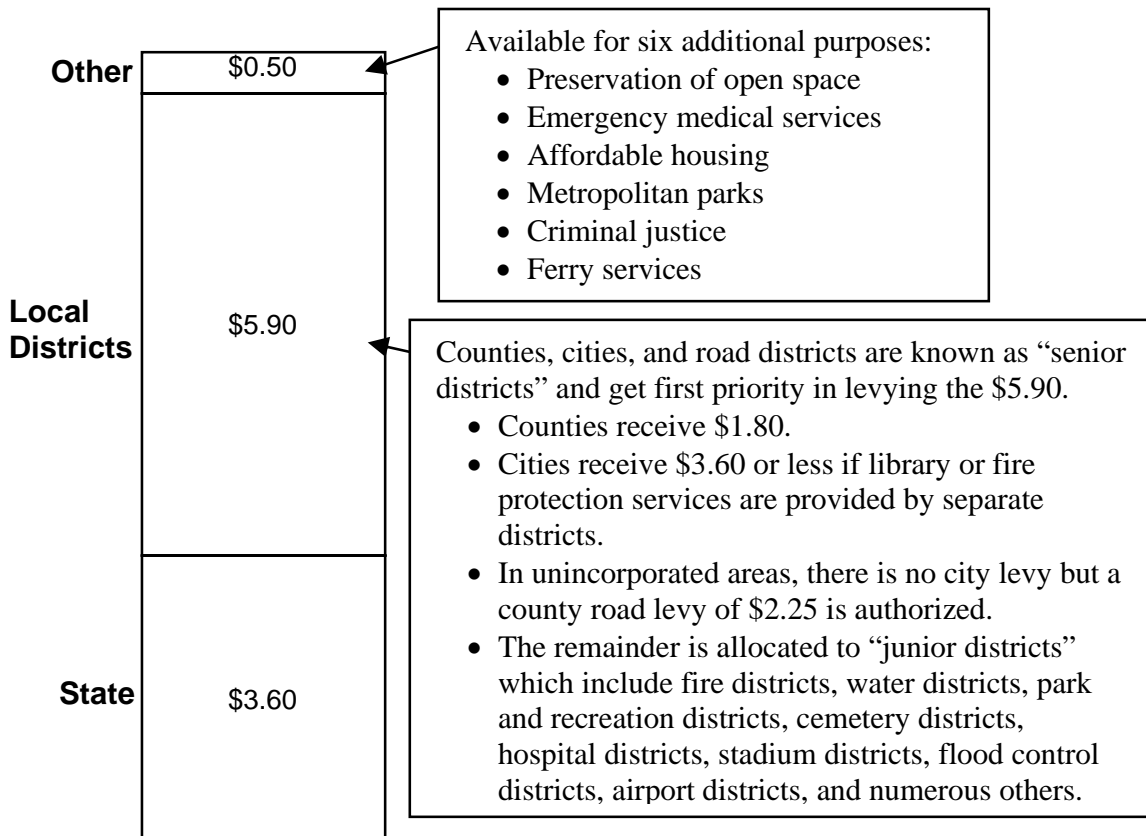 Other
$0.50
Available for six additional purposes:
• Preservation of open space
• Emergency medical services
• Affordable housing
• Metropolitan parks
• Criminal justice
• Ferry services
Local
Districts
$5.90
Counties, cities, and road districts are known as “senior
districts” and get first priority in levying the $5.90.
• Counties receive $1.80.
• Cities receive $3.60 or less if library or fire
protection services are provided by separate
districts.
• In unincorporated areas, there is no city levy but a
county road levy of $2.25 is authorized.
• The remainder is allocated to “junior districts”
which include fire districts, water districts, park
and recreation districts, cemetery districts,
hospital districts, stadium districts, flood control
districts, airport districts, and numerous others.
State
$3.60